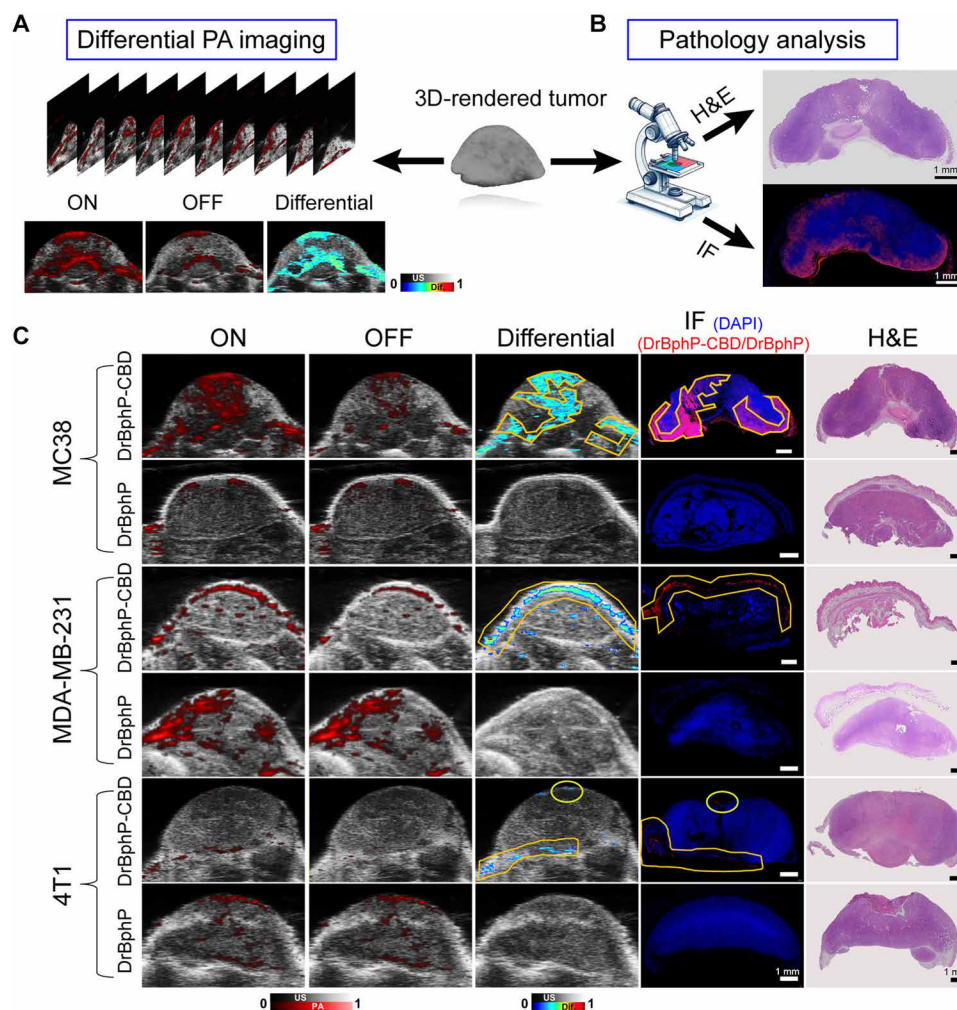 A
Differential PA imaging
B
Pathology analysis
3D-rendered tumor
H&E
IF
ON
OFF
Differential
US
0
Dif.
1
1 mm
1 mm
C
ON
OFF
Differential
IF (DAPI)
(DrBphP-CBD/DrBphP)
H&E
MC38
DrBphP-CBD
DrBphP
MDA-MB-231
DrBphP-CBD
DrBphP
4T1
DrBphP-CBD
DrBphP
1 mm
US
0
PA
1
US
0
Dif.
1